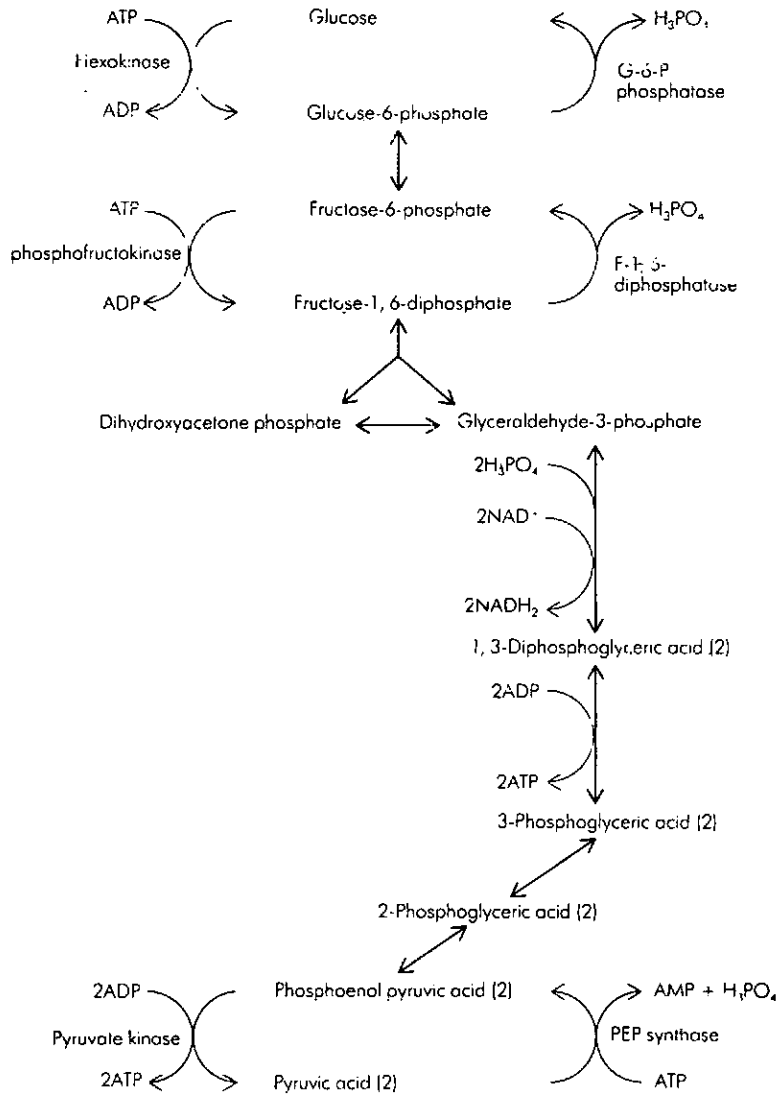 ATP
Glucose
H₃PO₄
Hexokinase
G-6-P
phosphatase
ADP
Glucose-6-phosphate
ATP
Fructose-6-phosphate
H₃PO₄
phosphofructokinase
F-1, 6-
diphosphatase
ADP
Fructose-1, 6-diphosphate
Dihydroxyacetone phosphate
Glyceraldehyde-3-phosphate
2H₃PO₄
2NAD⁺
2NADH₂
1, 3-Diphosphoglyceric acid (2)
2ADP
2ATP
3-Phosphoglyceric acid (2)
2-Phosphoglyceric acid (2)
2ADP
Phosphoenol pyruvic acid (2)
AMP + H₃PO₄
Pyruvate kinase
PEP synthase
2ATP
Pyruvic acid (2)
ATP